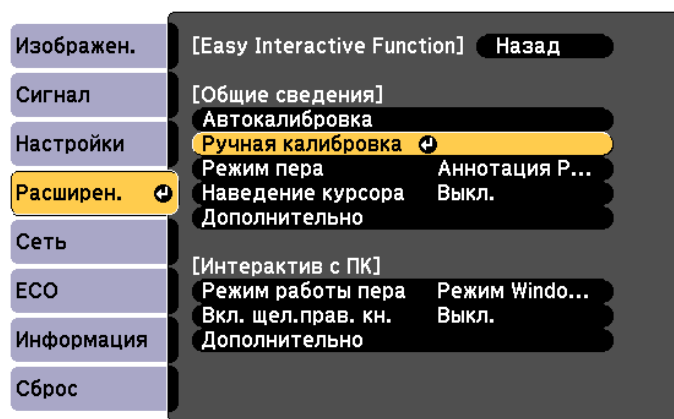 Изображен.
Сигнал
Настройки
Расширен.
Сеть
ECO
Информация
Сброс
[Easy Interactive Function] Назад
[Общие сведения]
Автокалибровка
Ручная калибровка
Режим пера Аннотация P...
Наведение курсора Выкл.
Дополнительно
[Интерактив с ПК]
Режим работы пера Режим Windo...
Вкл. щел.прав. кн. Выкл.
Дополнительно